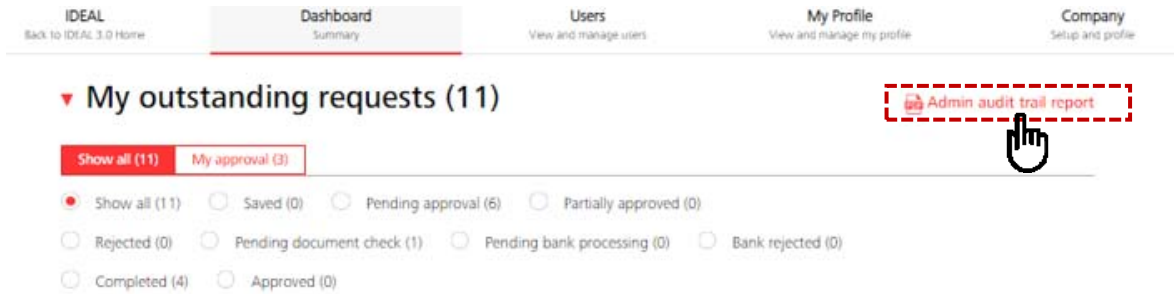 IDEAL Dashboard Users My Profile Company
Back to IDEAL 3.0 Home Summary View and manage users View and manage my profile Setup and profile
My outstanding requests (11)
Admin audit trail report
Show all (11) My approval (3)
Show all (11) Saved (0) Pending approval (6) Partially approved (0)
Rejected (0) Pending document check (1) Pending bank processing (0) Bank rejected (0)
Completed (4) Approved (0)